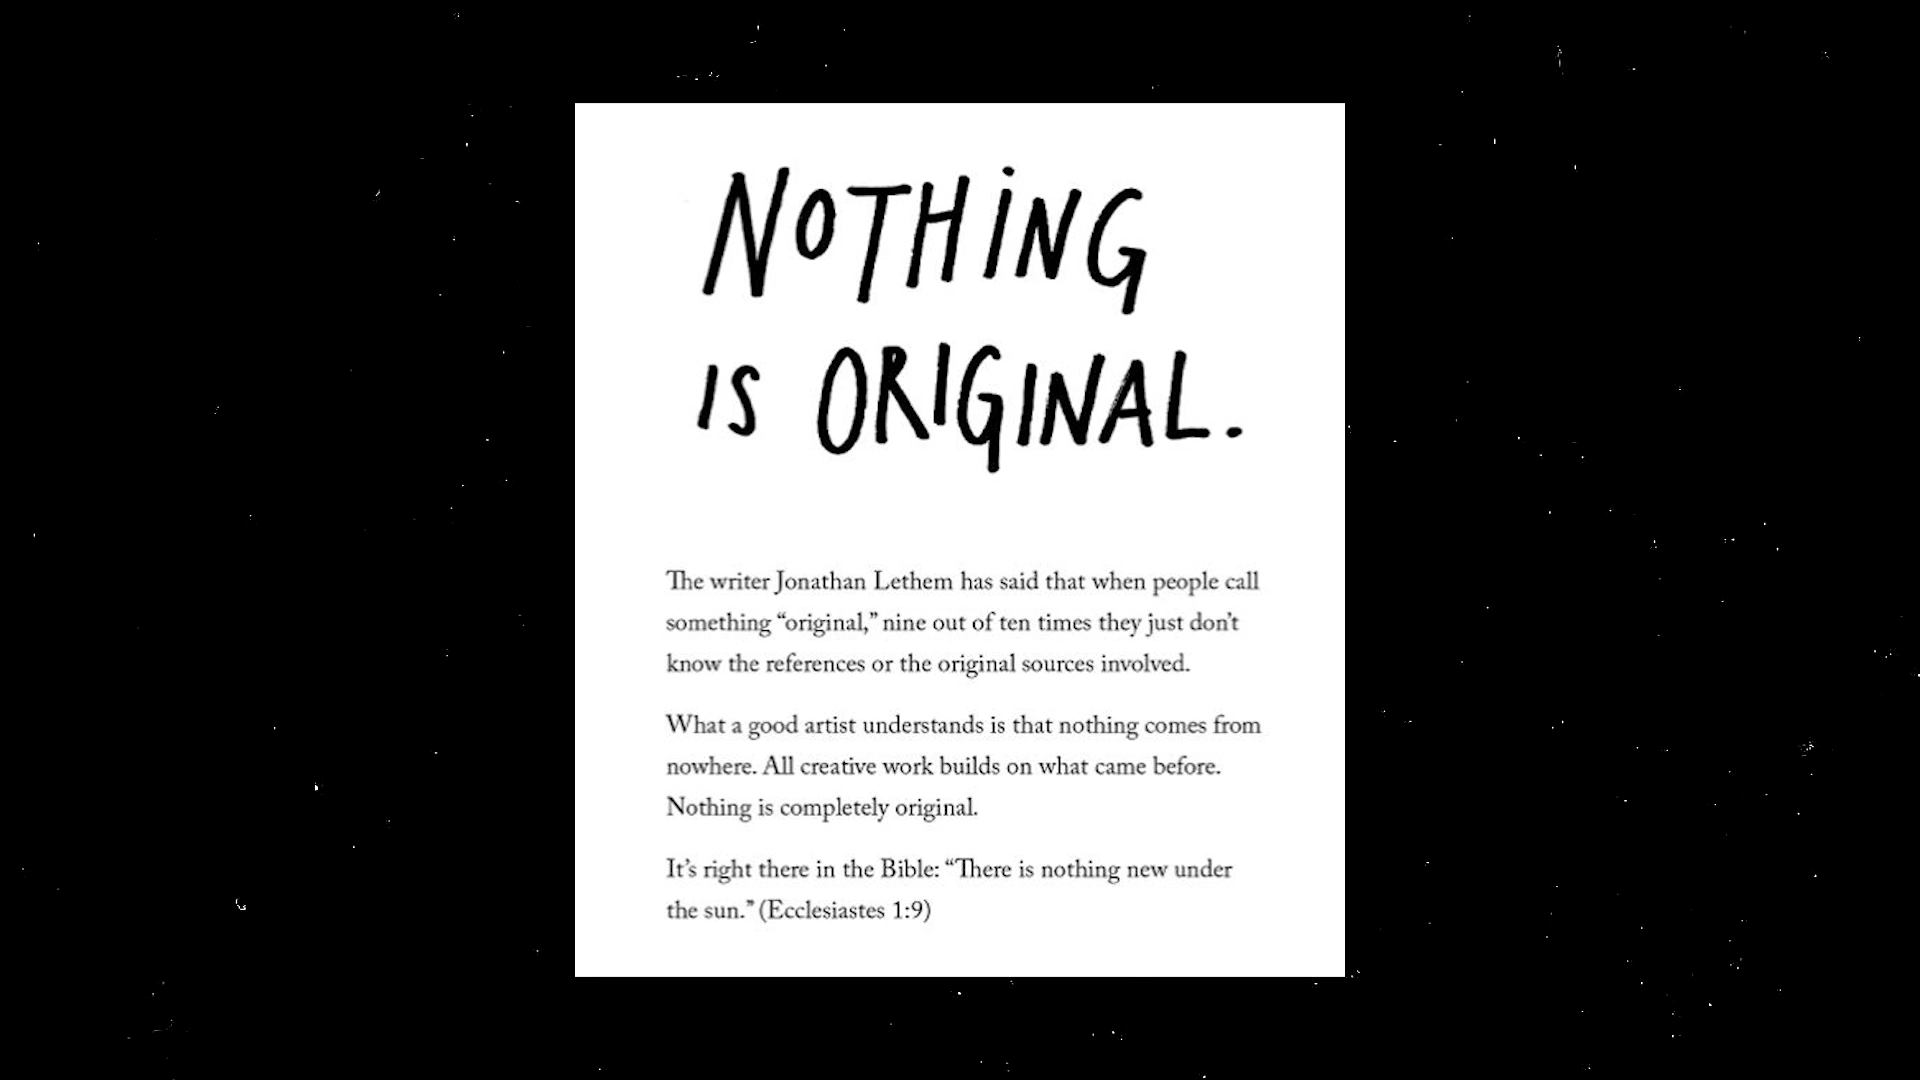 NOTHING
IS ORIGINAL.
The writer Jonathan Lethem has said that when people call
something “original,” nine out of ten times they just don’t
know the references or the original sources involved.
What a good artist understands is that nothing comes from
nowhere. All creative work builds on what came before.
Nothing is completely original.
It’s right there in the Bible: “There is nothing new under
the sun.” (Ecclesiastes 1:9)